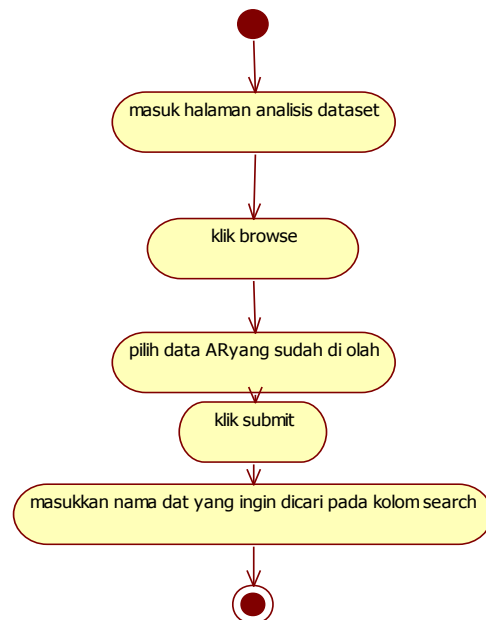 masuk halaman analisis dataset
klik browse
pilih data ARyang sudah di olah
klik submit
masukkan nama dat yang ingin dicari pada kolom search